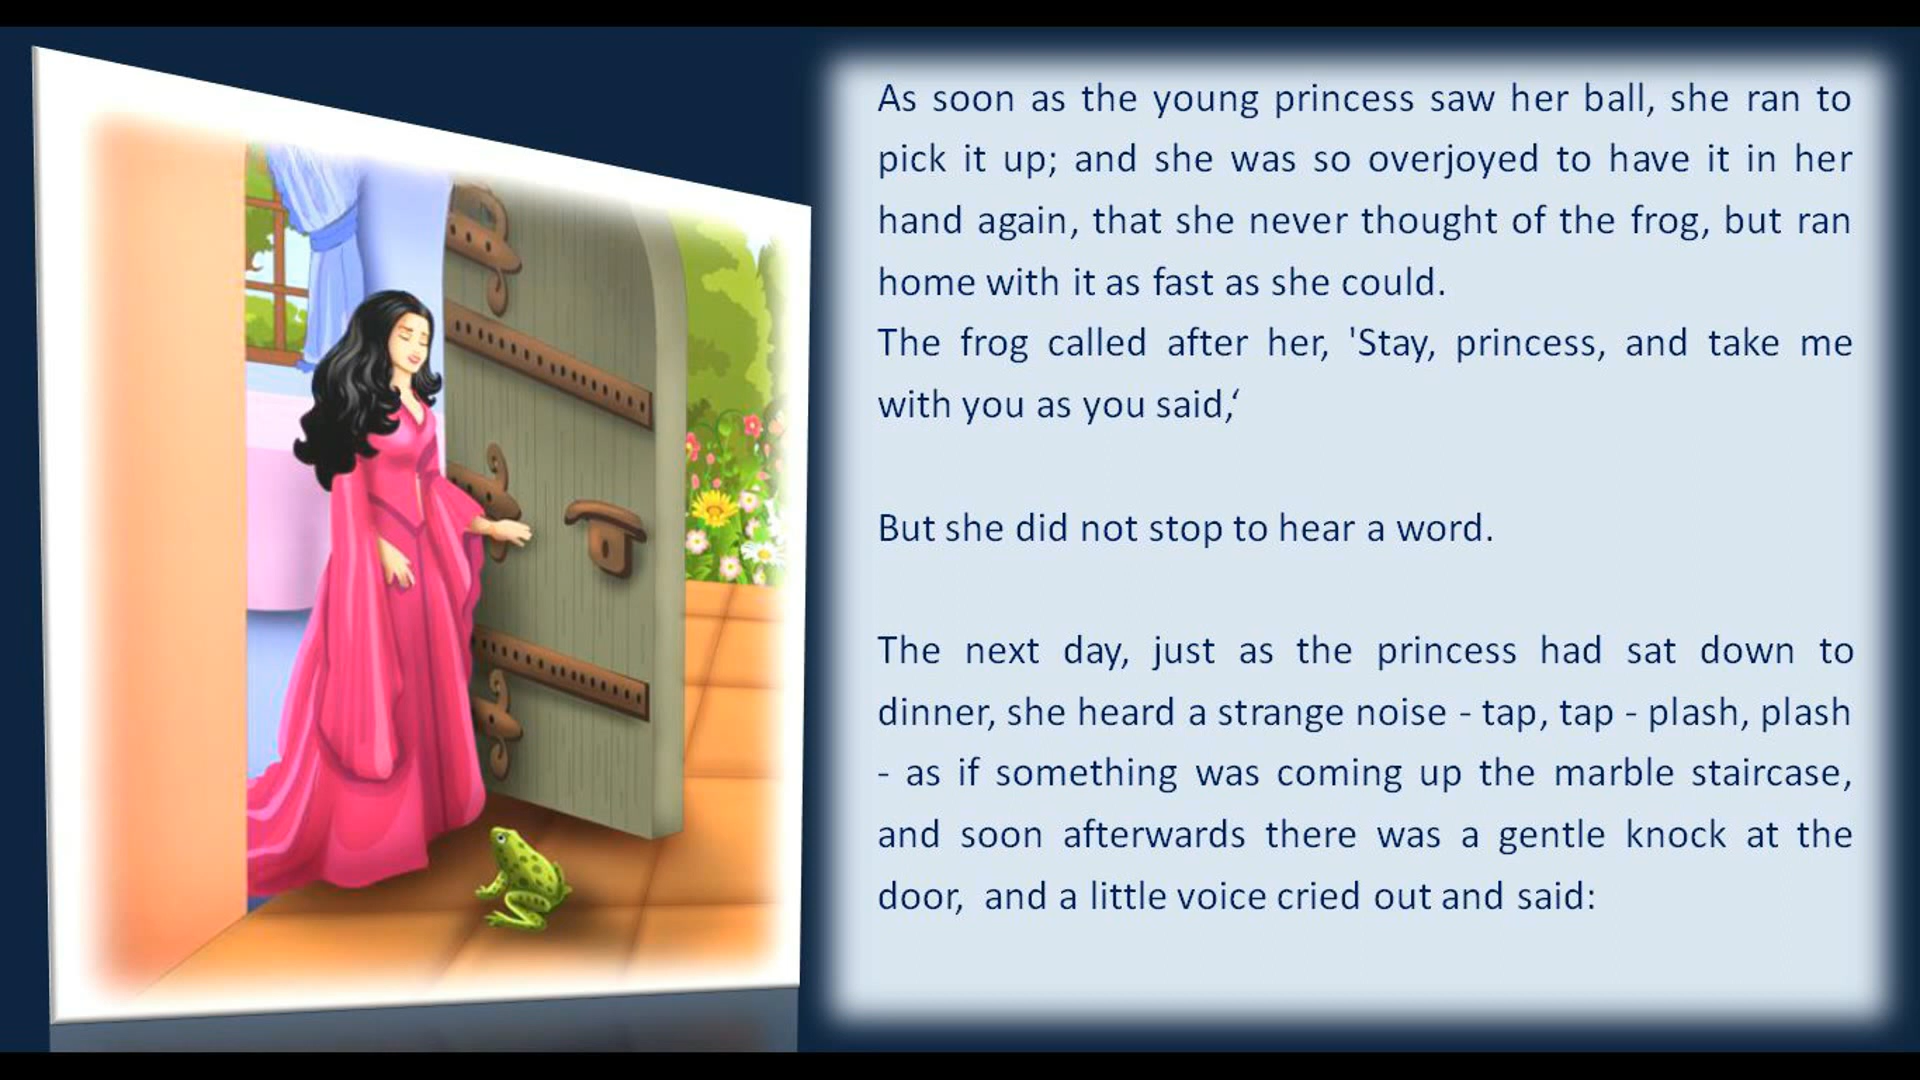 As soon as the young princess saw her ball, she ran to
pick it up; and she was so overjoyed to have it in her
hand again, that she never thought of the frog, but ran
home with it as fast as she could.
The frog called after her, 'Stay, princess, and take me
with you as you said,‘
But she did not stop to hear a word.
The next day, just as the princess had sat down to
dinner, she heard a strange noise - tap, tap - plash, plash
- as if something was coming up the marble staircase,
and soon afterwards there was a gentle knock at the
door,  and a little voice cried out and said: